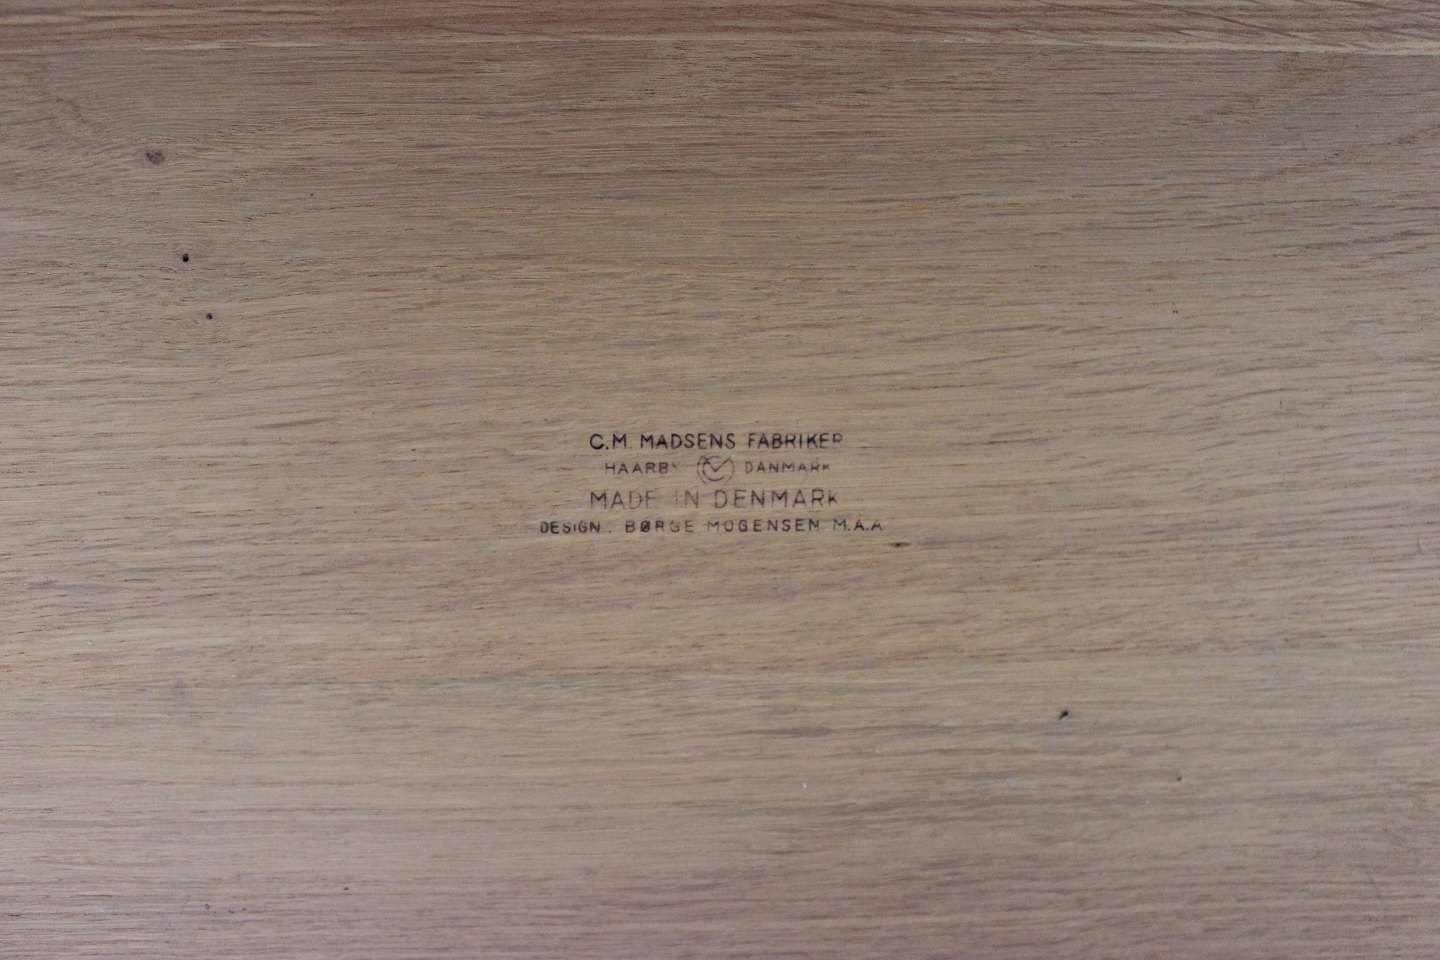 C.M. MADSENS FABRIKER
HAARBY DANMARK
MADE IN DENMARK
DESIGN. BØRGE MOGENSEN M.A.A